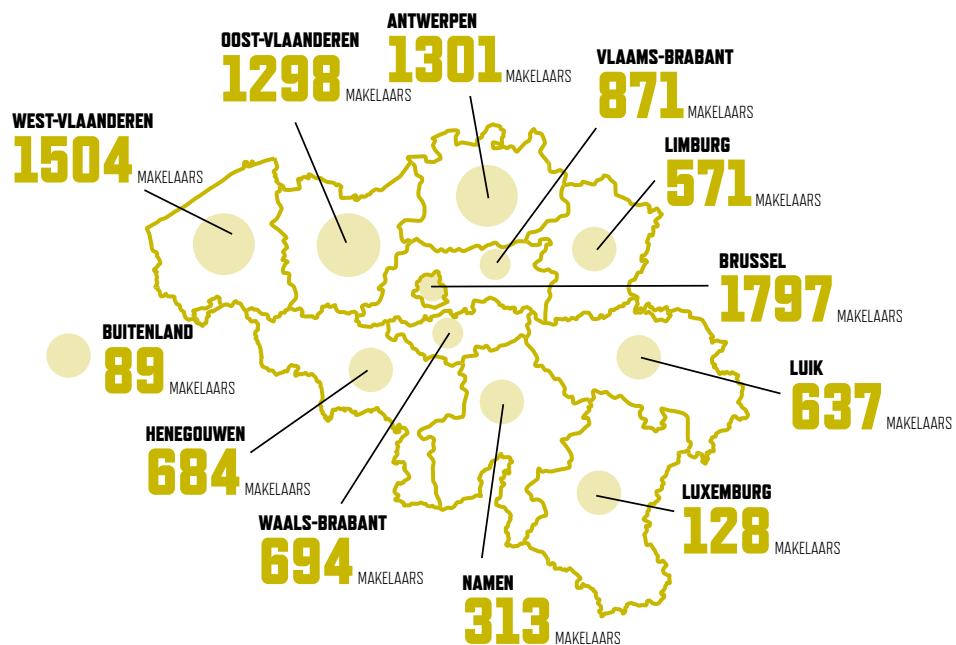 ANTWERPEN
1301 MAKELAARS
OOST-VLAANDEREN
1298 MAKELAARS
VLAAMS-BRABANT
871 MAKELAARS
WEST-VLAANDEREN
1504 MAKELAARS
LIMBURG
571 MAKELAARS
BRUSSEL
1797 MAKELAARS
BUITENLAND
89 MAKELAARS
LUIK
637 MAKELAARS
HENEGOUWEN
684 MAKELAARS
LUXEMBURG
128 MAKELAARS
WAALS-BRABANT
694 MAKELAARS
NAMEN
313 MAKELAARS